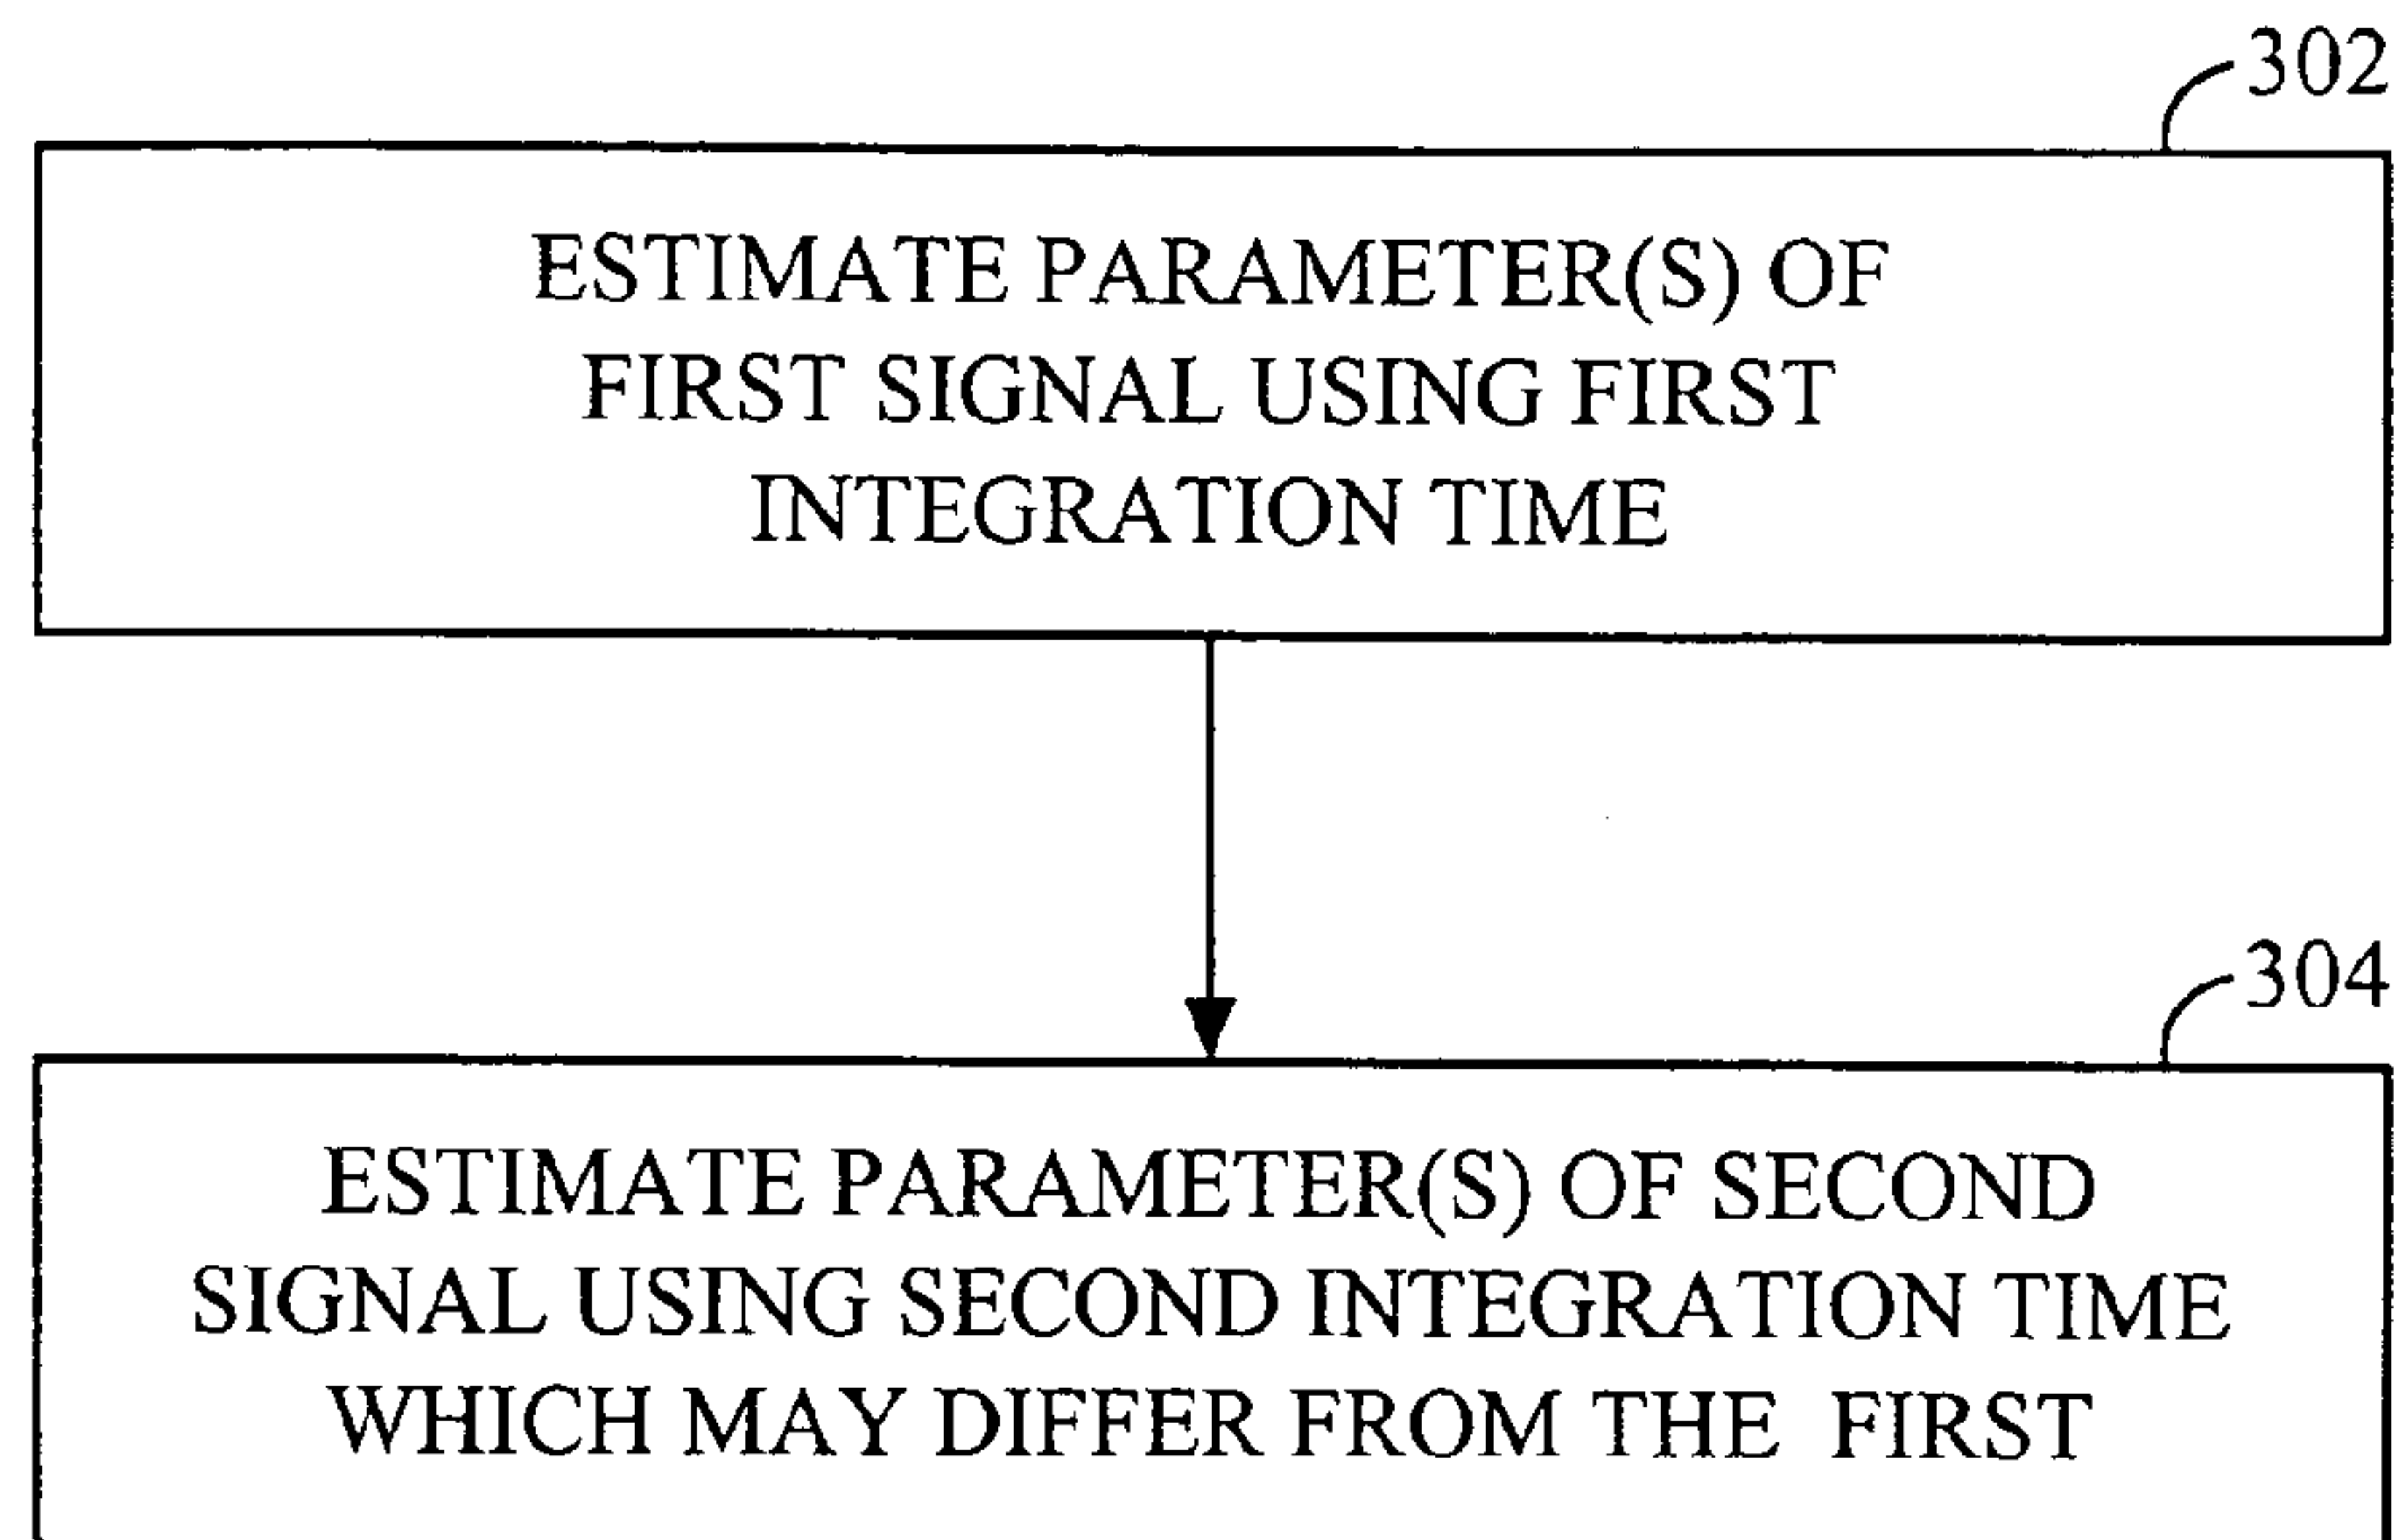 302
ESTIMATE PARAMETER(S) OF
FIRST SIGNAL USING FIRST
INTEGRATION TIME
304
ESTIMATE PARAMETER(S) OF SECOND
SIGNAL USING SECOND INTEGRATION TIME
WHICH MAY DIFFER FROM THE FIRST